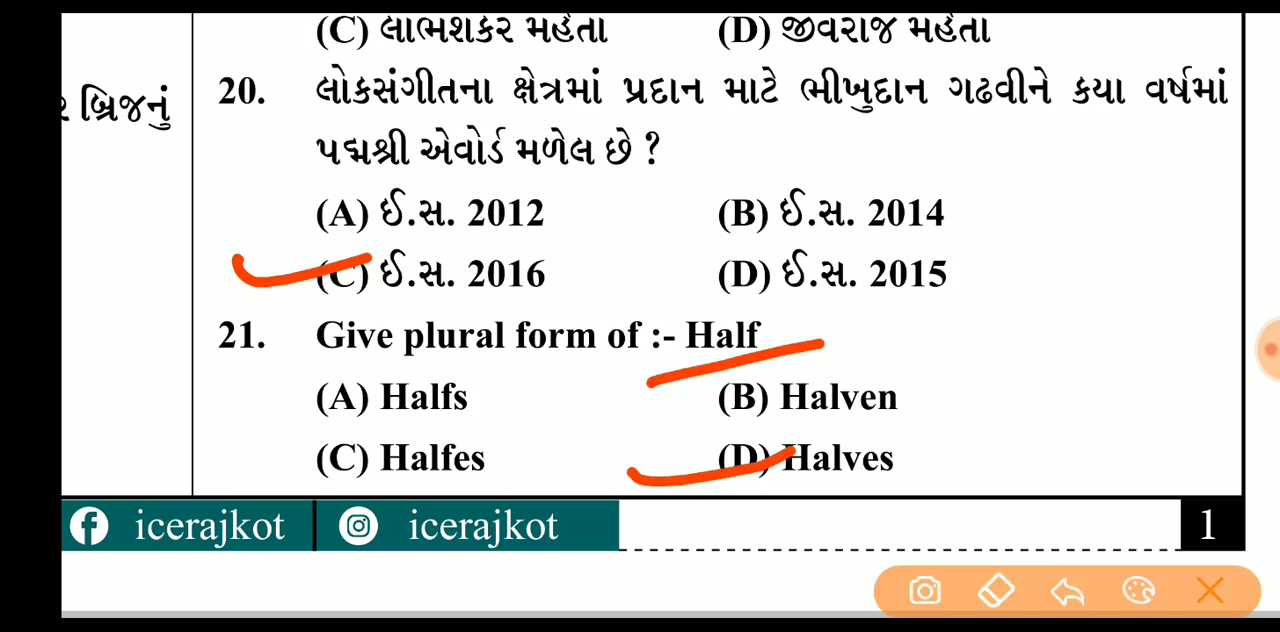 (C) લાભશંકર મહેતા (D) જીવરાજ મહેતા
ર બ્રિજનું
20. લોકસંગીતના ક્ષેત્રમાં પ્રદાન માટે ભીખુદાન ગઢવીને કયા વર્ષમાં
પદ્મશ્રી એવોર્ડ મળેલ છે ?
(A) ઈ.સ. 2012 (B) ઈ.સ. 2014
(C) ઈ.સ. 2016 (D) ઈ.સ. 2015
21. Give plural form of :- Half
(A) Halfs (B) Halven
(C) Halfes (D) Halves
icerajkot icerajkot 1